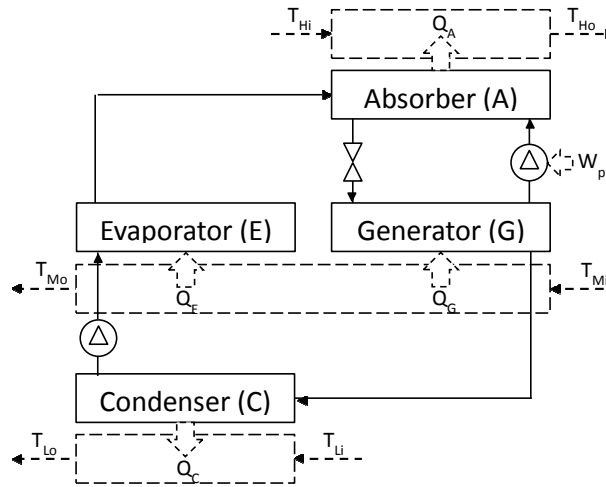 T_Hi
Q_A
T_Ho
Absorber (A)
W_p
Evaporator (E)
Generator (G)
T_Mo
Q_E
Q_G
T_Mi
Condenser (C)
T_Lo
Q_C
T_Li